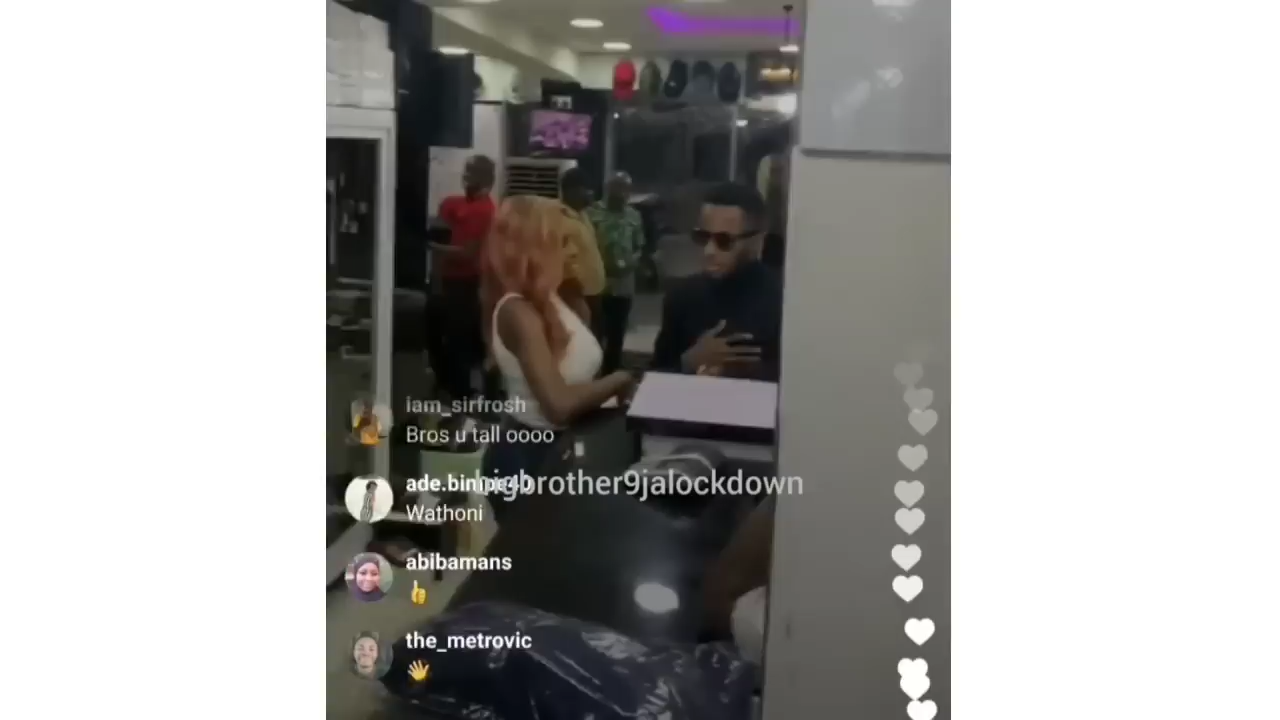 iam_sirfrosh
Bros u tall oooo
bigbrother9jalockdown
Wathoni
abibamans
👍
the_metrovic
👋